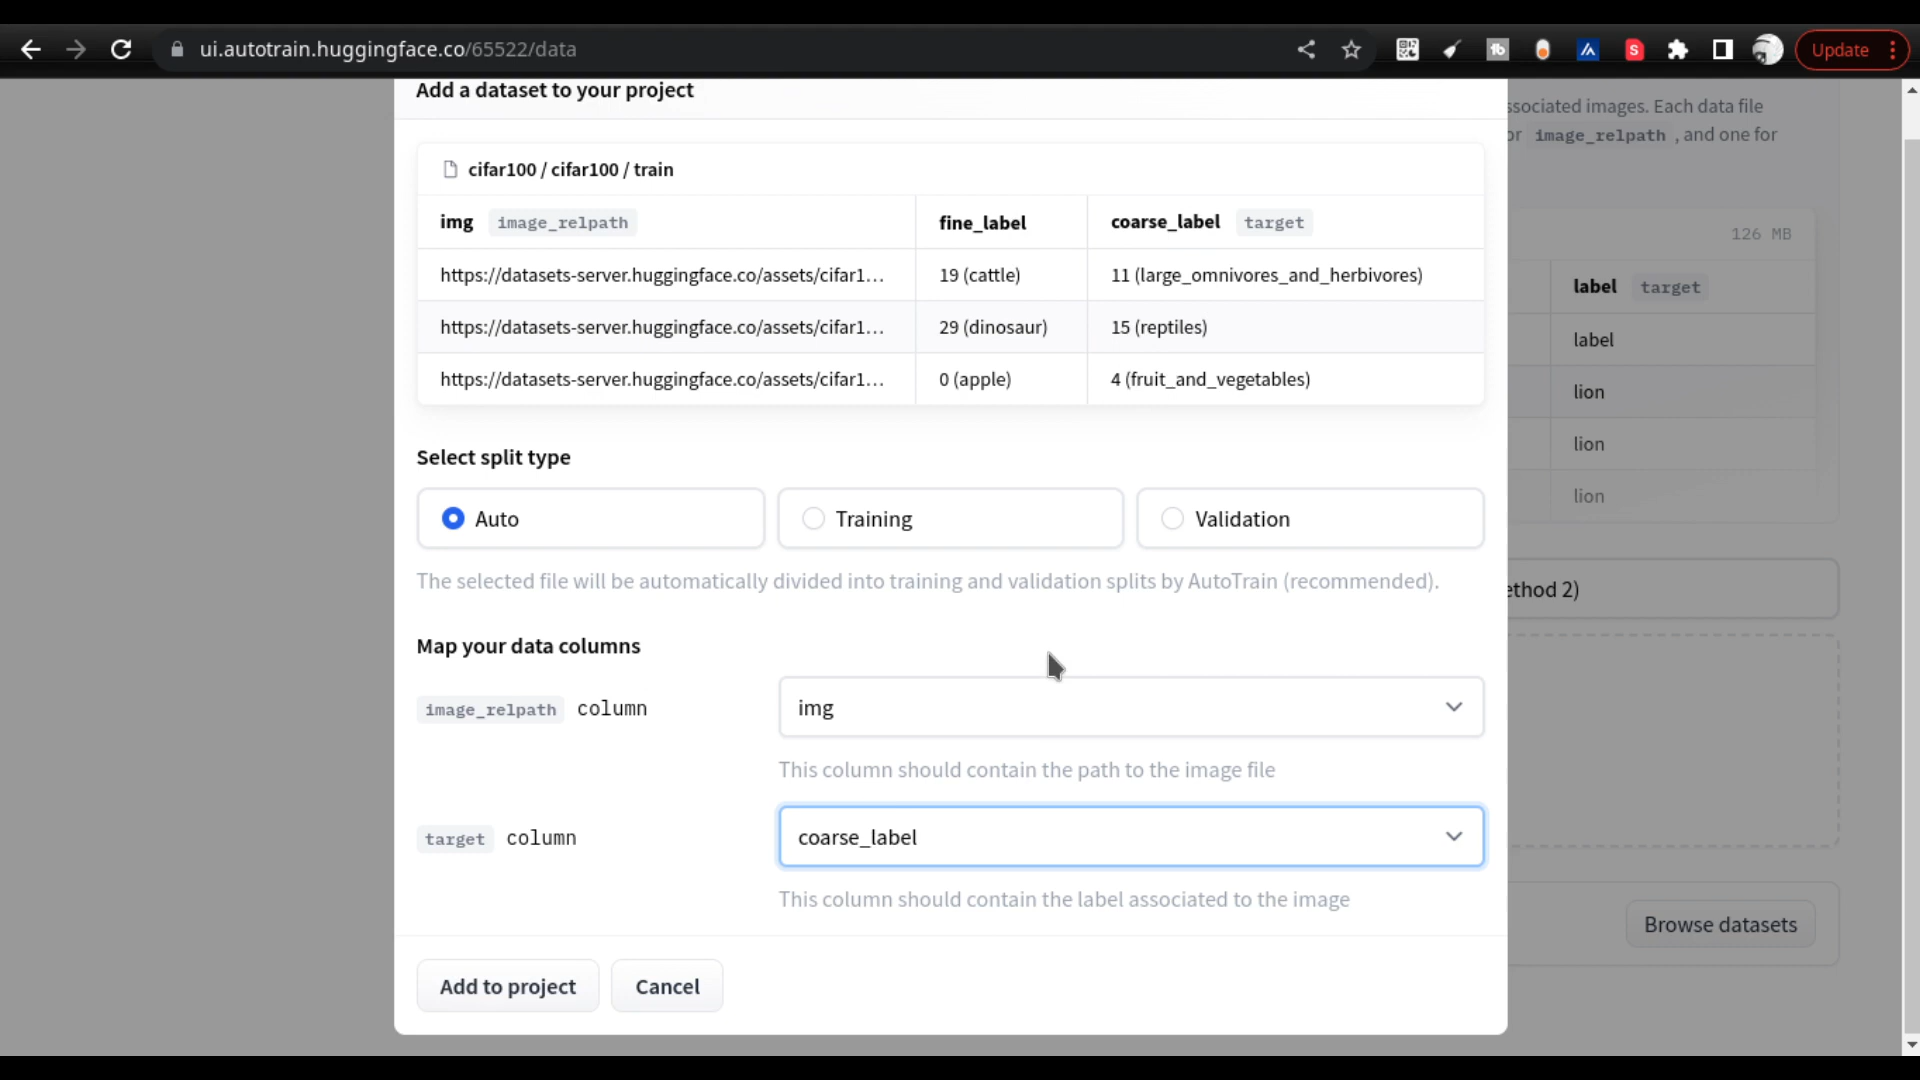 ui.autotrain.huggingface.co/65522/data
Update
Add a dataset to your project
ssociated images. Each data file
or image_relpath , and one for
cifar100 / cifar100 / train
126 MB
img image_relpath fine_label coarse_label target
label target
https://datasets-server.huggingface.co/assets/cifar1... 19 (cattle) 11 (large_omnivores_and_herbivores)
label
https://datasets-server.huggingface.co/assets/cifar1... 29 (dinosaur) 15 (reptiles)
lion
https://datasets-server.huggingface.co/assets/cifar1... 0 (apple) 4 (fruit_and_vegetables)
lion
lion
Select split type
Auto Training Validation
The selected file will be automatically divided into training and validation splits by AutoTrain (recommended).
ethod 2)
Map your data columns
image_relpath column img
This column should contain the path to the image file
target column coarse_label
This column should contain the label associated to the image
Browse datasets
Add to project Cancel